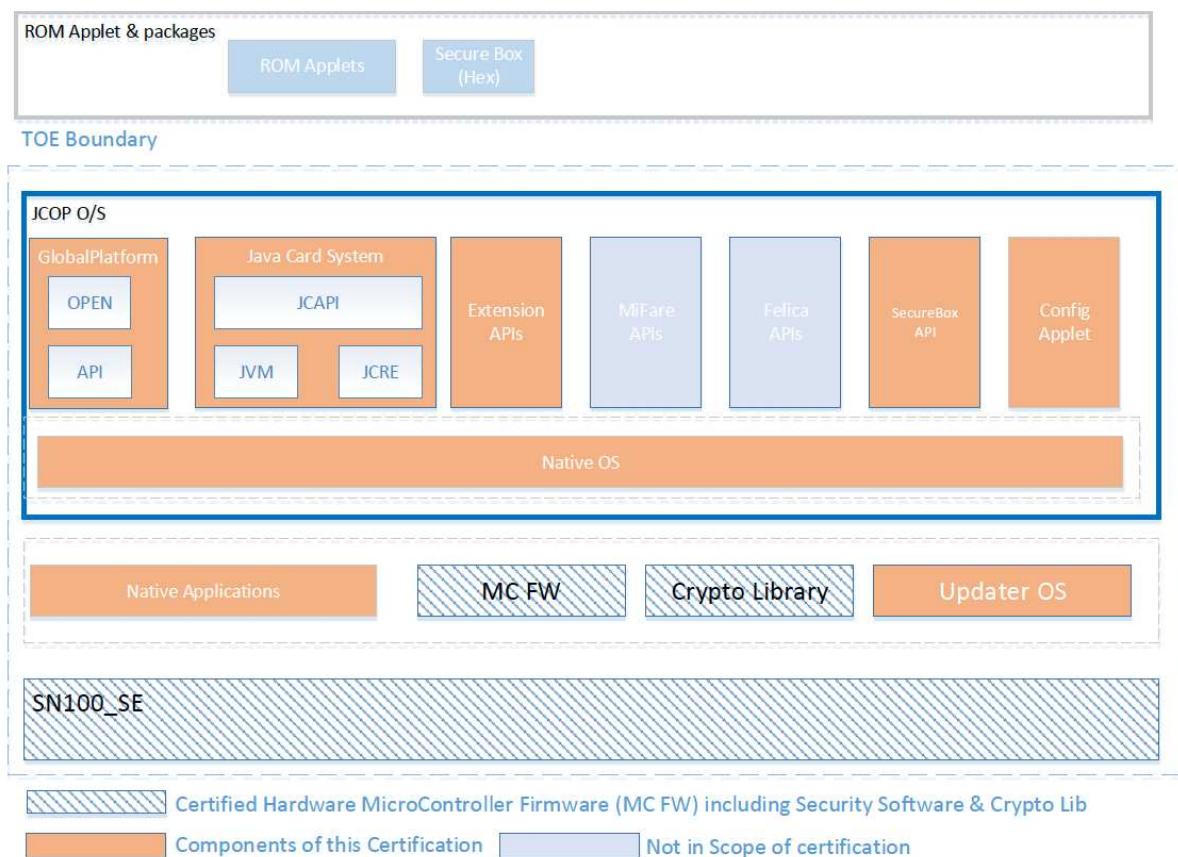 ROM Applet & packages
ROM Applets
Secure Box
(Hex)
TOE Boundary
JCOP O/S
GlobalPlatform
OPEN
API
Java Card System
JCAPI
JVM
JCRE
Extension
APIs
MiFare
APIs
Felica
APIs
SecureBox
API
Config
Applet
Native OS
Native Applications
MC FW
Crypto Library
Updater OS
SN100_SE
Certified Hardware MicroController Firmware (MC FW) including Security Software & Crypto Lib
Components of this Certification
Not in Scope of certification